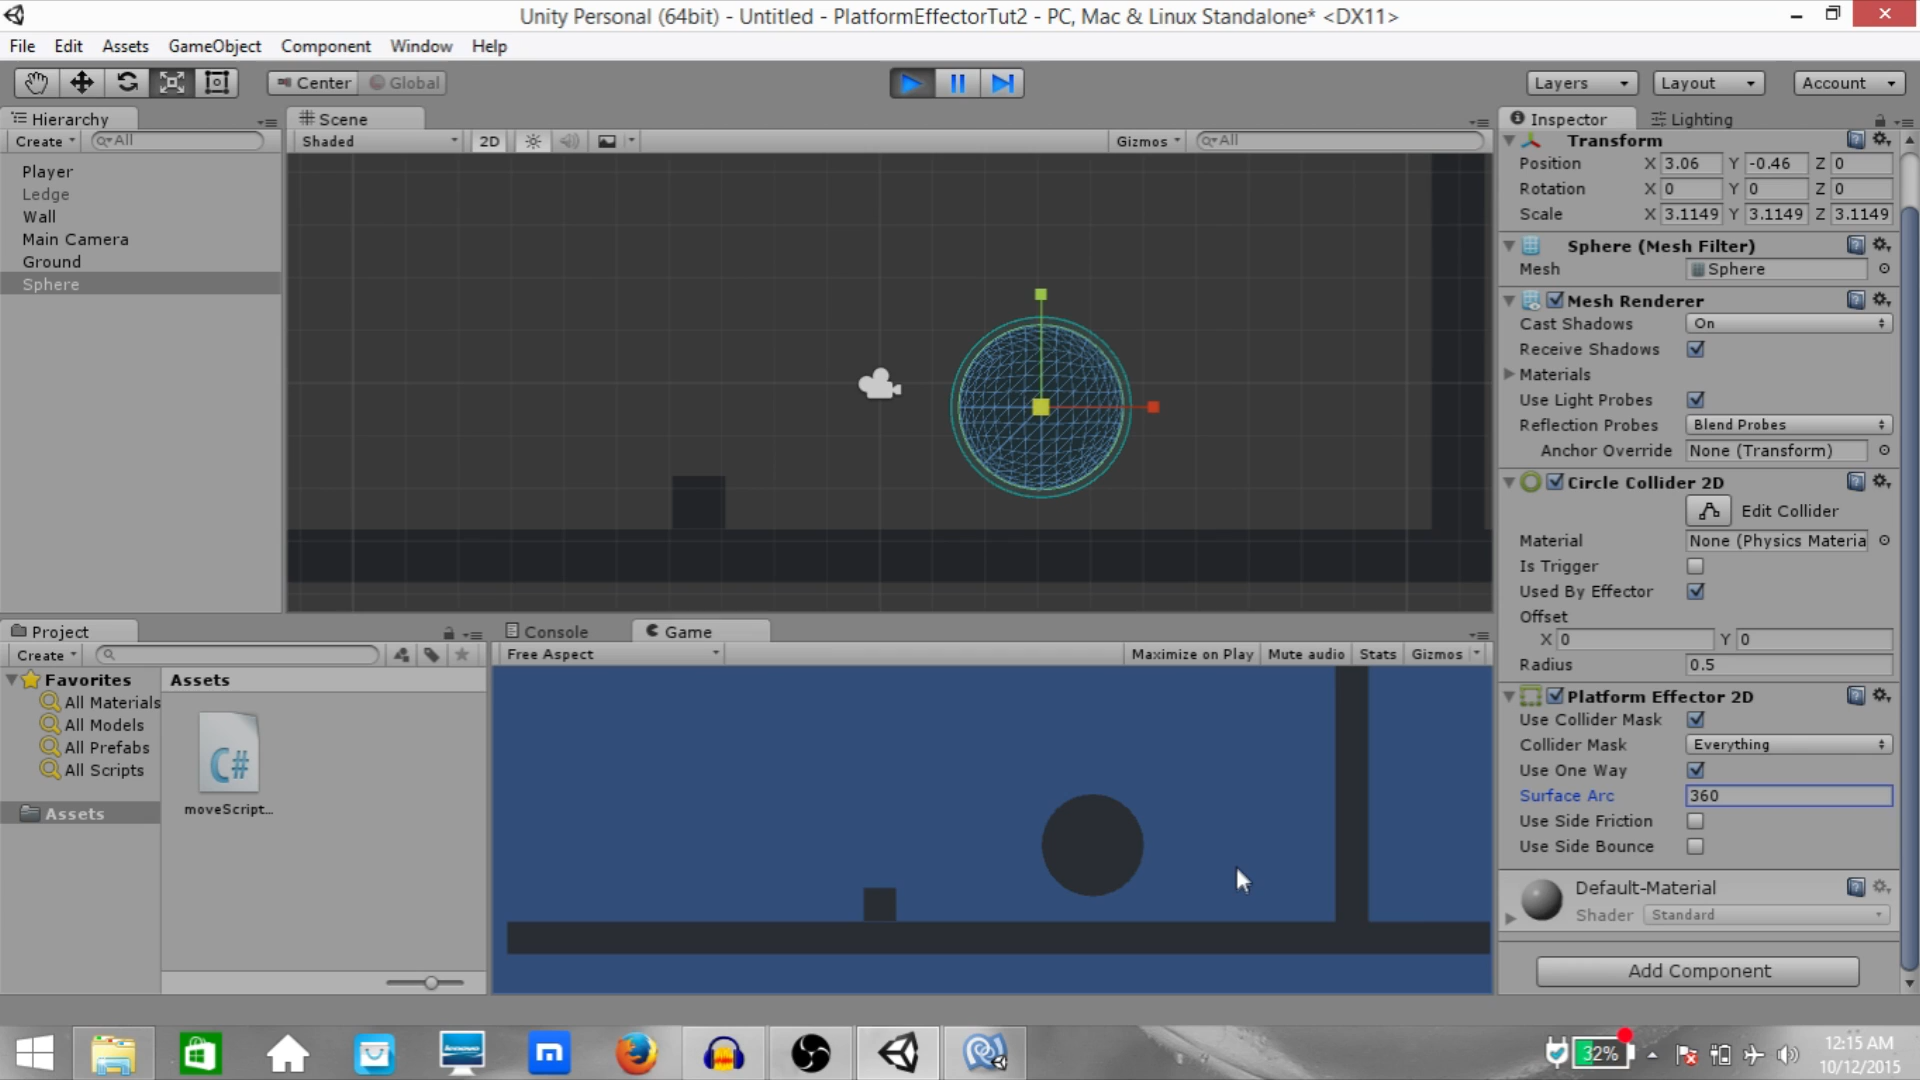 Unity Personal (64bit) - Untitled - PlatformEffectorTut2 - PC, Mac & Linux Standalone* <DX11>
File Edit Assets GameObject Component Window Help
Center Global
Layers Layout Account
Hierarchy
Create All
Player
Ledge
Wall
Main Camera
Ground
Sphere
Scene
Shaded 2D Gizmos All
Inspector Lighting
Transform
Position X 3.06 Y -0.46 Z 0
Rotation X 0 Y 0 Z 0
Scale X 3.1149 Y 3.1149 Z 3.1149
Sphere (Mesh Filter)
Mesh Sphere
Mesh Renderer
Cast Shadows On
Receive Shadows
Materials
Use Light Probes
Reflection Probes Blend Probes
Anchor Override None (Transform)
Circle Collider 2D
Edit Collider
Material None (Physics Materia
Is Trigger
Used By Effector
Offset
X 0 Y 0
Radius 0.5
Platform Effector 2D
Use Collider Mask
Collider Mask Everything
Use One Way
Surface Arc 360
Use Side Friction
Use Side Bounce
Default-Material
Shader Standard
Add Component
Project
Create
Favorites
All Materials
All Models
All Prefabs
All Scripts
Assets
Assets
C#
moveScript...
Console Game
Free Aspect Maximize on Play Mute audio Stats Gizmos
Lenovo
m
32%
12:15 AM
10/12/2015